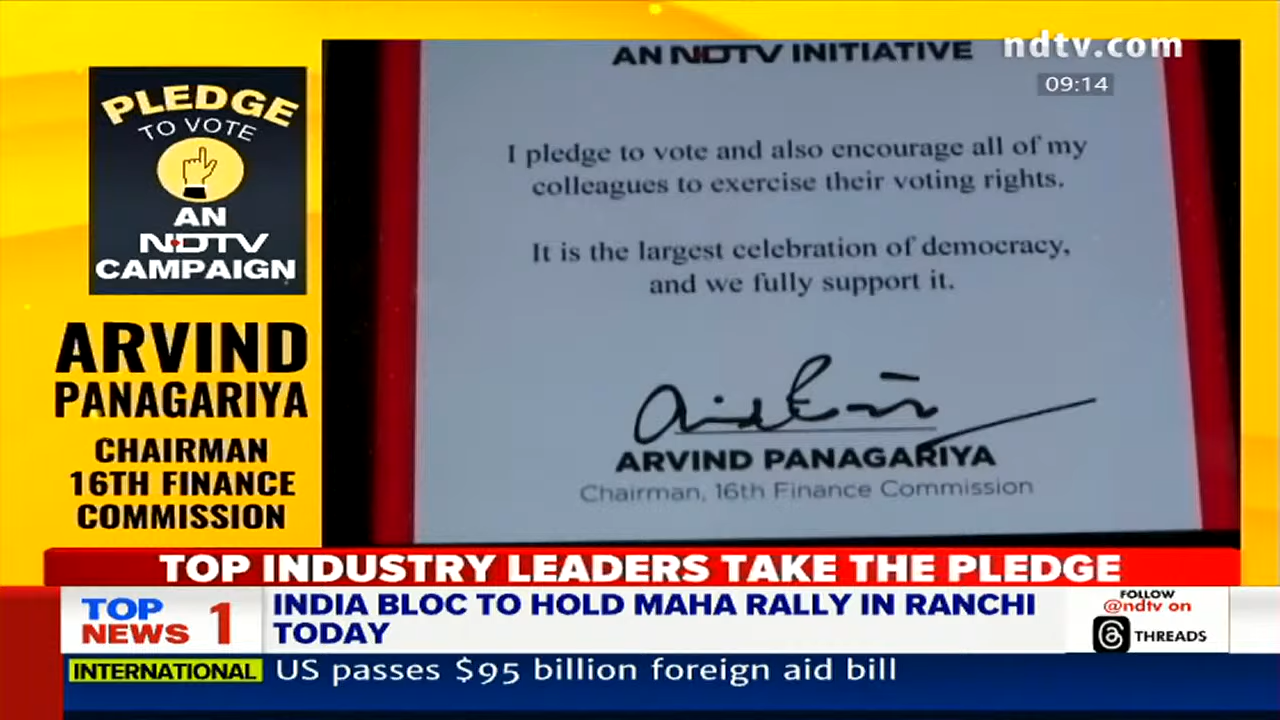 ndtv.com
09:14
PLEDGE
TO VOTE
AN
NDTV
CAMPAIGN
ARVIND
PANAGARIYA
CHAIRMAN
16TH FINANCE
COMMISSION
AN NDTV INITIATIVE
I pledge to vote and also encourage all of my
colleagues to exercise their voting rights.
It is the largest celebration of democracy,
and we fully support it.
ARVIND PANAGARIYA
Chairman, 16th Finance Commission
TOP INDUSTRY LEADERS TAKE THE PLEDGE
TOP
NEWS 1
INDIA BLOC TO HOLD MAHA RALLY IN RANCHI
TODAY
FOLLOW
@ndtv on
THREADS
INTERNATIONAL US passes $95 billion foreign aid bill